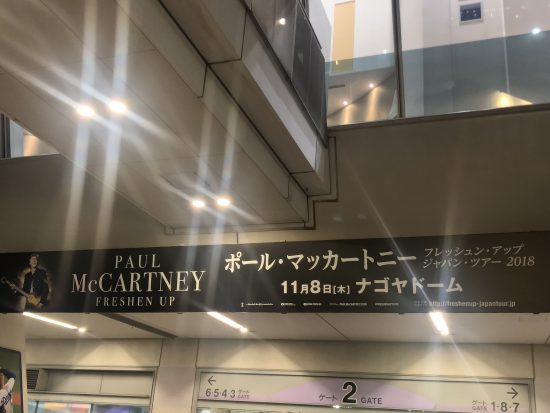 PAUL
McCARTNEY
FRESHEN UP
ポール・マッカートニー
フレッシュン・アップ
ジャパン・ツアー 2018
11月8日(木) ナゴヤドーム
http://freshenup-japantour.jp
← 6・5・4・3 ゲート GATE
ゲート 2 GATE
→ ゲート GATE 1・8・7